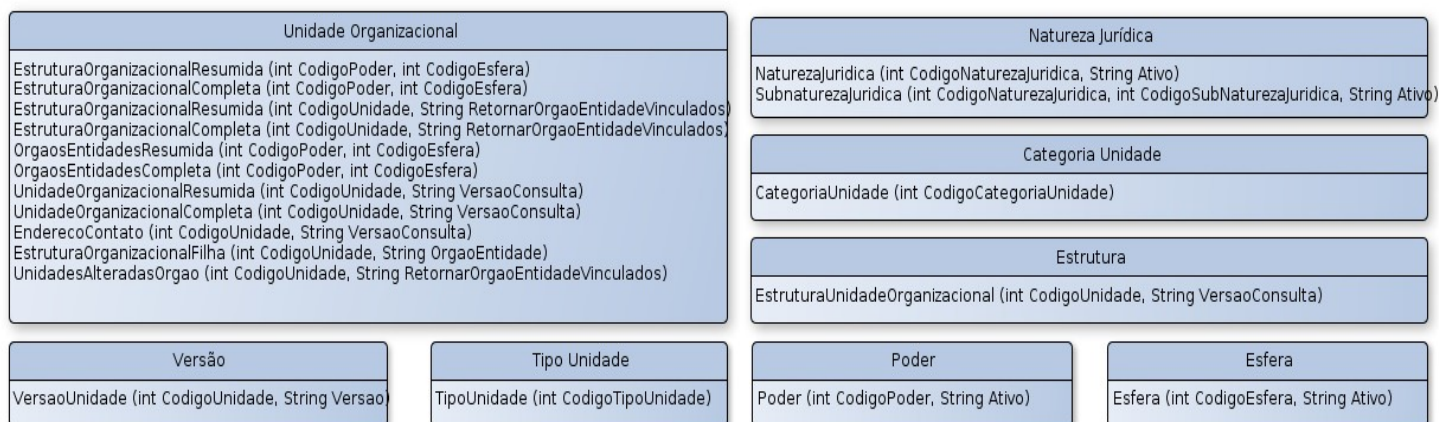 Unidade Organizacional
EstruturaOrganizacionalResumida (int CodigoPoder, int CodigoEsfera)
EstruturaOrganizacionalCompleta (int CodigoPoder, int CodigoEsfera)
EstruturaOrganizacionalResumida (int CodigoUnidade, String RetornarOrgaoEntidadeVinculados)
EstruturaOrganizacionalCompleta (int CodigoUnidade, String RetornarOrgaoEntidadeVinculados)
OrgaosEntidadesResumida (int CodigoPoder, int CodigoEsfera)
OrgaosEntidadesCompleta (int CodigoPoder, int CodigoEsfera)
UnidadeOrganizacionalResumida (int CodigoUnidade, String VersaoConsulta)
UnidadeOrganizacionalCompleta (int CodigoUnidade, String VersaoConsulta)
EnderecoContato (int CodigoUnidade, String VersaoConsulta)
EstruturaOrganizacionalFilha (int CodigoUnidade, String OrgaoEntidade)
UnidadesAlteradasOrgao (int CodigoUnidade, String RetornarOrgaoEntidadeVinculados)
Natureza Jurídica
NaturezaJuridica (int CodigoNaturezaJuridica, String Ativo)
SubnaturezaJuridica (int CodigoNaturezaJuridica, int CodigoSubNaturezaJuridica, String Ativo)
Categoria Unidade
CategoriaUnidade (int CodigoCategoriaUnidade)
Estrutura
EstruturaUnidadeOrganizacional (int CodigoUnidade, String VersaoConsulta)
Versão
VersaoUnidade (int CodigoUnidade, String Versao)
Tipo Unidade
TipoUnidade (int CodigoTipoUnidade)
Poder
Poder (int CodigoPoder, String Ativo)
Esfera
Esfera (int CodigoEsfera, String Ativo)